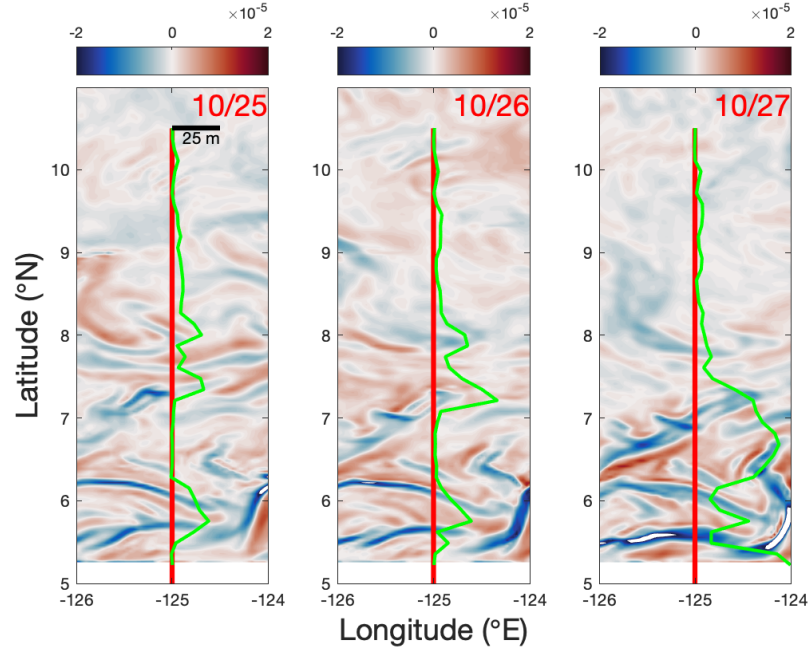 ×10⁻⁵ ×10⁻⁵ ×10⁻⁵
-2 0 2 -2 0 2 -2 0 2
10/25 10/26 10/27
25 m
10 10 10
9 9 9
8 8 8
7 7 7
6 6 6
5 5 5
Latitude (°N)
-126 -125 -124 -126 -125 -124 -126 -125 -124
Longitude (°E)